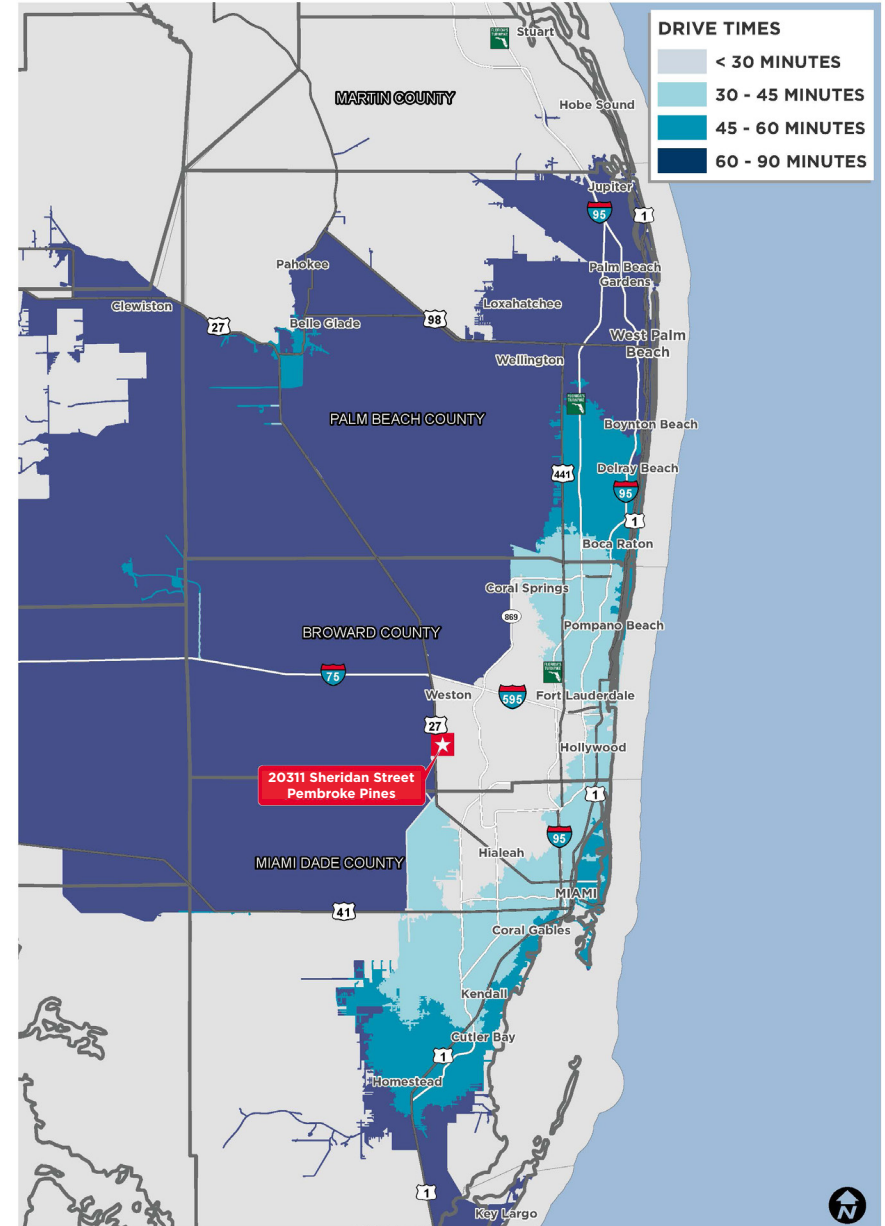 DRIVE TIMES
< 30 MINUTES
30 - 45 MINUTES
45 - 60 MINUTES
60 - 90 MINUTES
Stuart
MARTIN COUNTY
Hobe Sound
Jupiter
95
1
Pahokee
Palm Beach
Gardens
Clewiston
Loxahatchee
27
Belle Glade
98
West Palm
Beach
Wellington
PALM BEACH COUNTY
Boynton Beach
441
Delray Beach
95
1
Boca Raton
Coral Springs
869
Pompano Beach
BROWARD COUNTY
75
Weston
595
Fort Lauderdale
27
Hollywood
20311 Sheridan Street
Pembroke Pines
1
95
Hialeah
MIAMI DADE COUNTY
MIAMI
41
Coral Gables
Kendall
Cutler Bay
1
Homestead
1
Key Largo
N